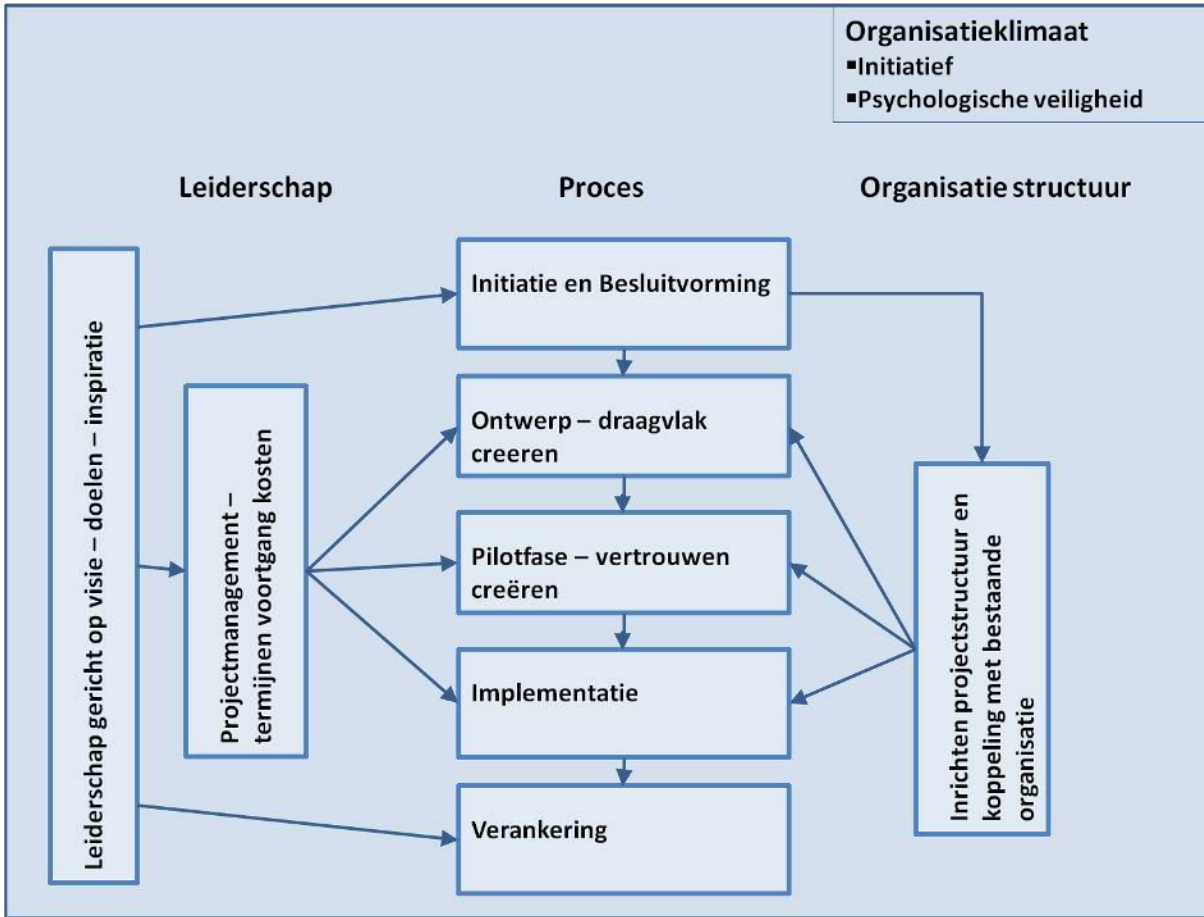 Organisatieklimaat
▪Initiatief
▪Psychologische veiligheid
Leiderschap
Proces
Organisatie structuur
Leiderschap gericht op visie – doelen – inspiratie
Projectmanagement –
termijnen voortgang kosten
Initiatie en Besluitvorming
Ontwerp – draagvlak
creeren
Pilotfase – vertrouwen
creëren
Implementatie
Verankering
Inrichten projectstructuur en
koppeling met bestaande
organisatie